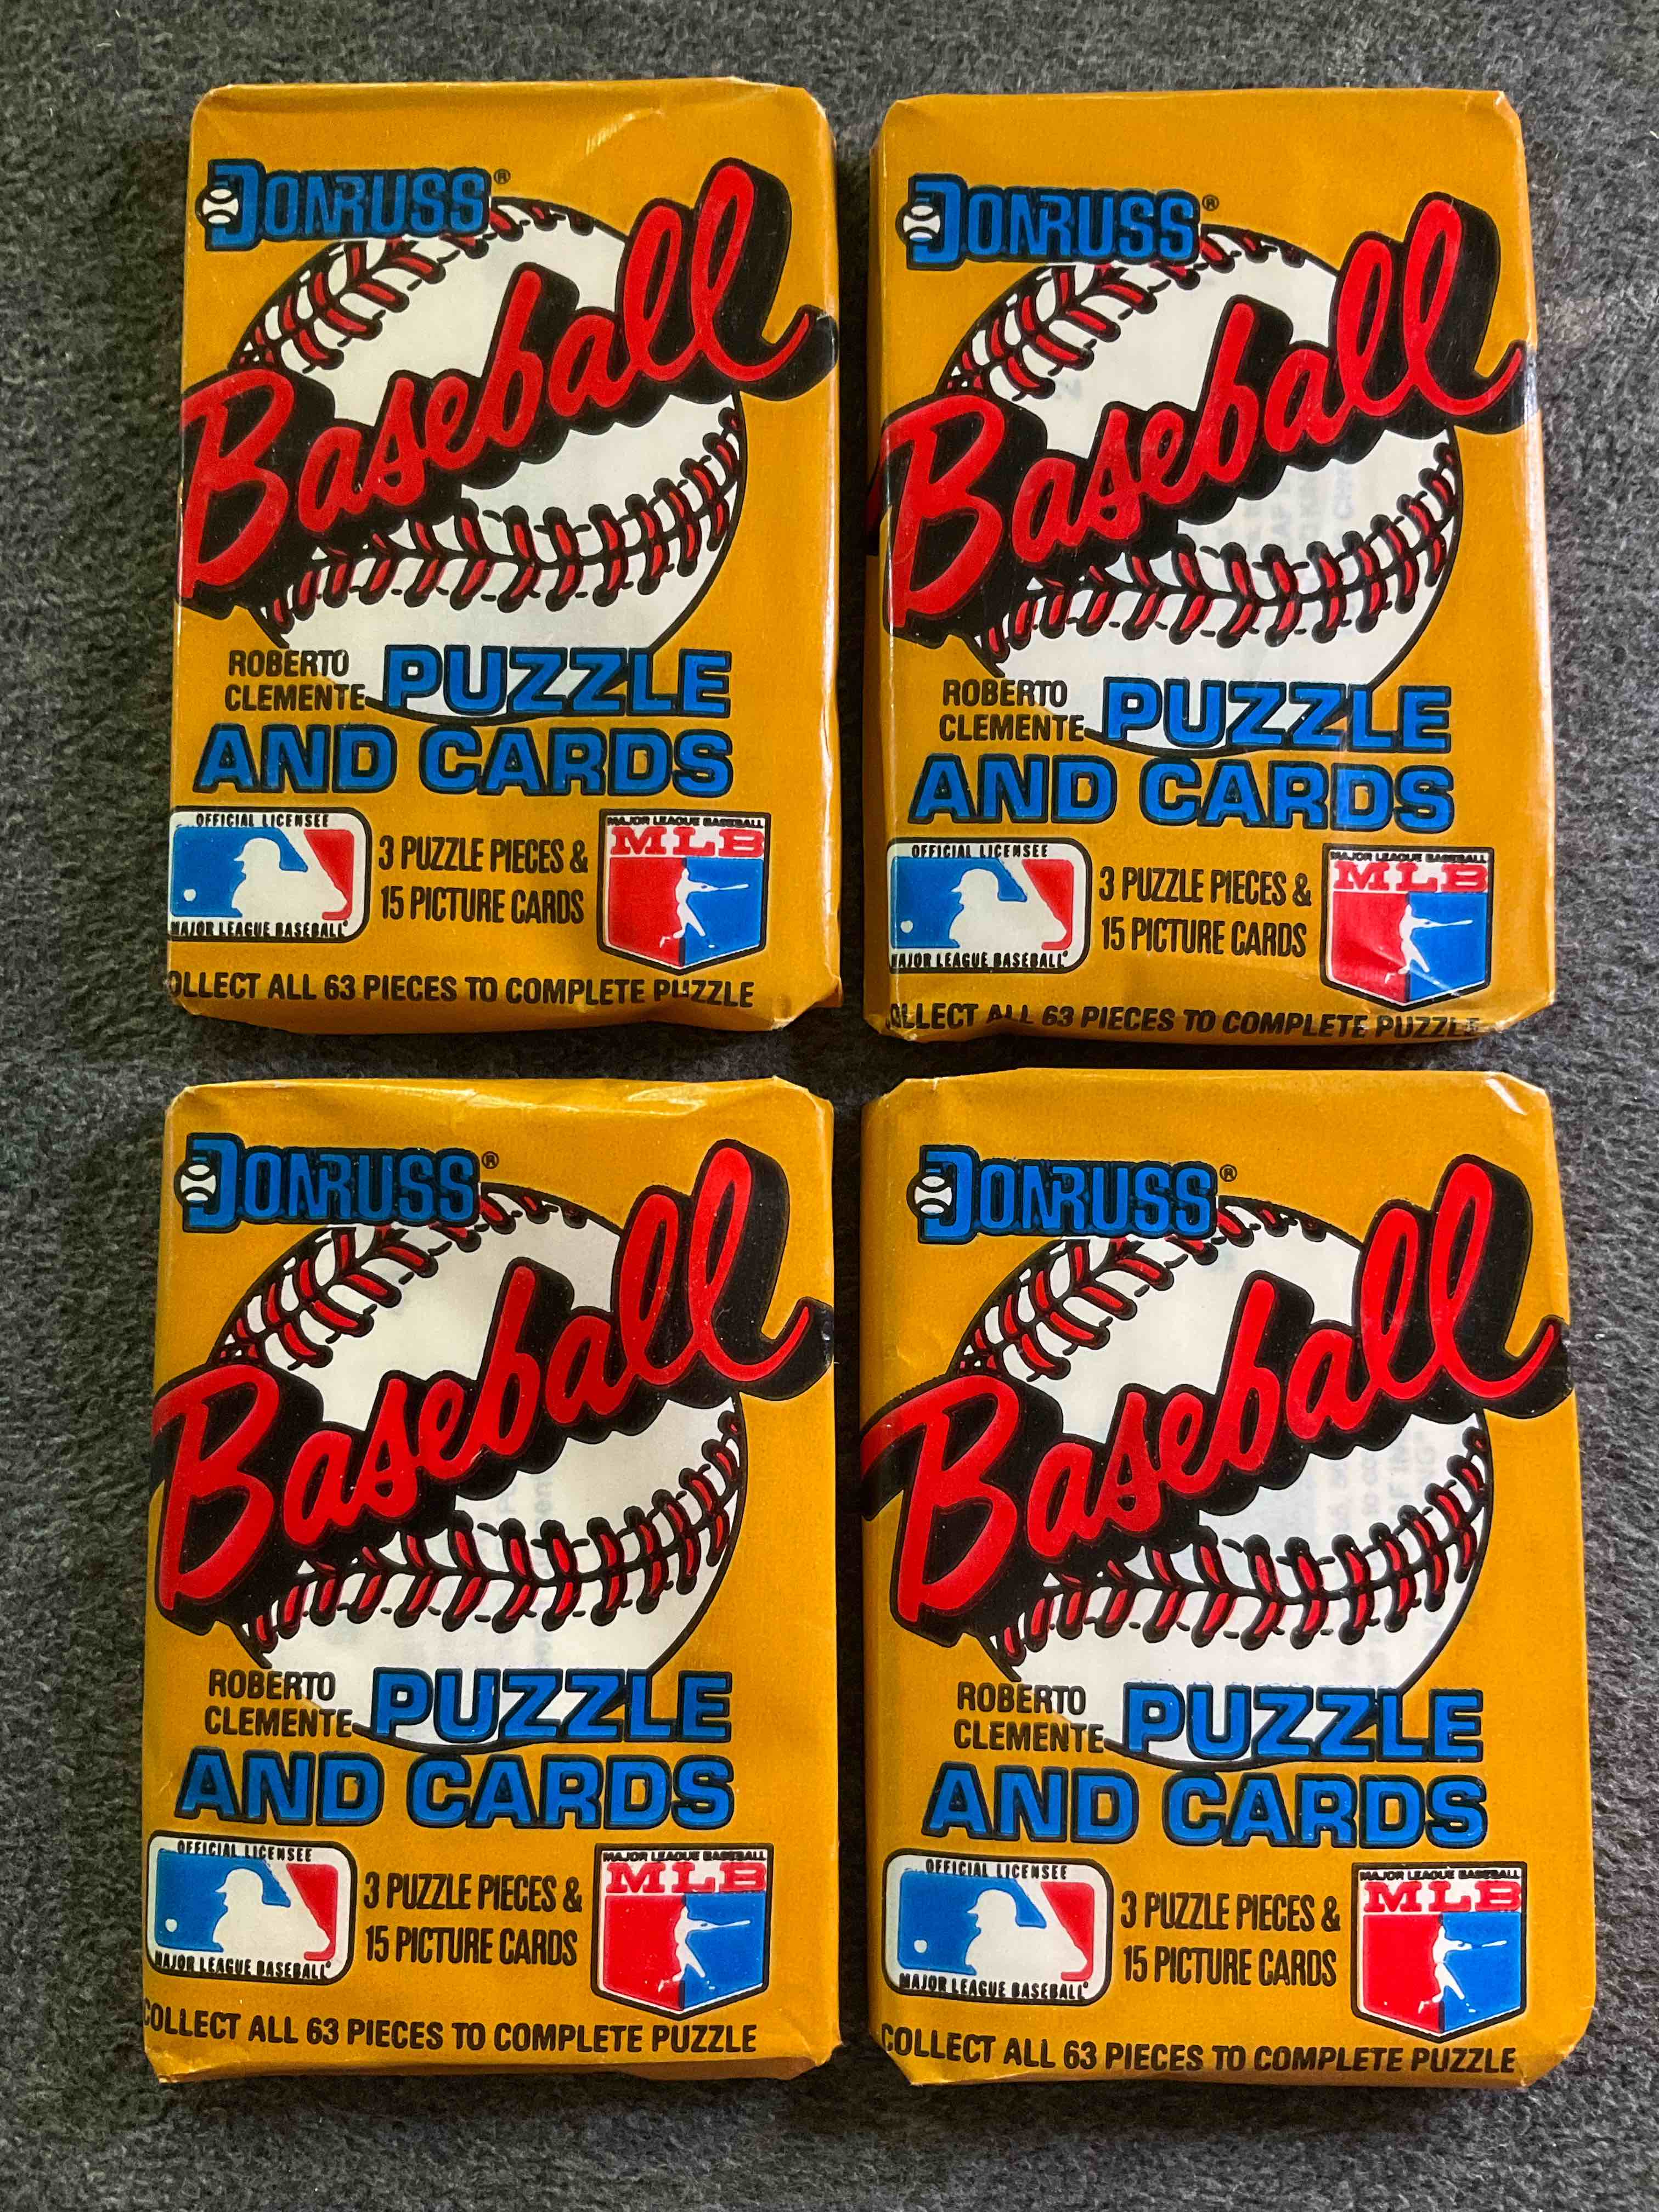 DONRUSS®
Baseball
ROBERTO
CLEMENTE
PUZZLE
AND CARDS
OFFICIAL LICENSEE
MAJOR LEAGUE BASEBALL®
3 PUZZLE PIECES &
15 PICTURE CARDS
MAJOR LEAGUE BASEBALL
MLB
OLLECT ALL 63 PIECES TO COMPLETE PUZZLE
DONRUSS®
Baseball
ROBERTO
CLEMENTE
PUZZLE
AND CARDS
OFFICIAL LICENSEE
MAJOR LEAGUE BASEBALL®
3 PUZZLE PIECES &
15 PICTURE CARDS
MAJOR LEAGUE BASEBALL
MLB
OLLECT ALL 63 PIECES TO COMPLETE PUZZLE
DONRUSS®
Baseball
ROBERTO
CLEMENTE
PUZZLE
AND CARDS
OFFICIAL LICENSEE
MAJOR LEAGUE BASEBALL®
3 PUZZLE PIECES &
15 PICTURE CARDS
MAJOR LEAGUE BASEBALL
MLB
COLLECT ALL 63 PIECES TO COMPLETE PUZZLE
DONRUSS®
Baseball
ROBERTO
CLEMENTE
PUZZLE
AND CARDS
OFFICIAL LICENSEE
MAJOR LEAGUE BASEBALL®
3 PUZZLE PIECES &
15 PICTURE CARDS
MAJOR LEAGUE BASEBALL
MLB
COLLECT ALL 63 PIECES TO COMPLETE PUZZLE